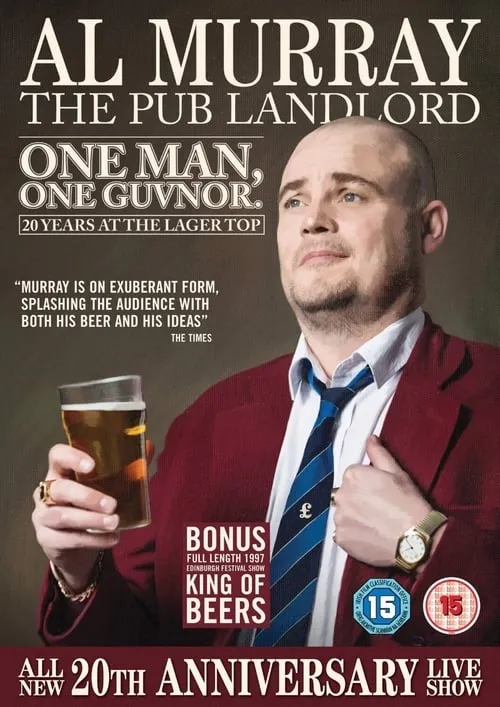 AL MURRAY
THE PUB LANDLORD
ONE MAN,
ONE GUVNOR.
20 YEARS AT THE LAGER TOP
“MURRAY IS ON EXUBERANT FORM,
SPLASHING THE AUDIENCE WITH
BOTH HIS BEER AND HIS IDEAS”
THE TIMES
£
BONUS
FULL LENGTH 1997
EDINBURGH FESTIVAL SHOW
KING OF
BEERS
15
15
ALL
NEW
20TH ANNIVERSARY
LIVE
SHOW